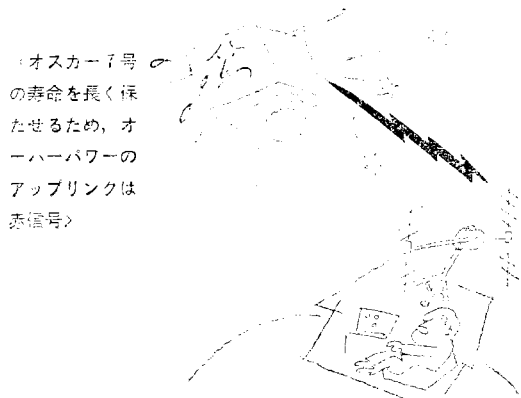 <オスカー7号
の寿命を長く保
たせるため，オ
ーバーパワーの
アップリンクは
赤信号>